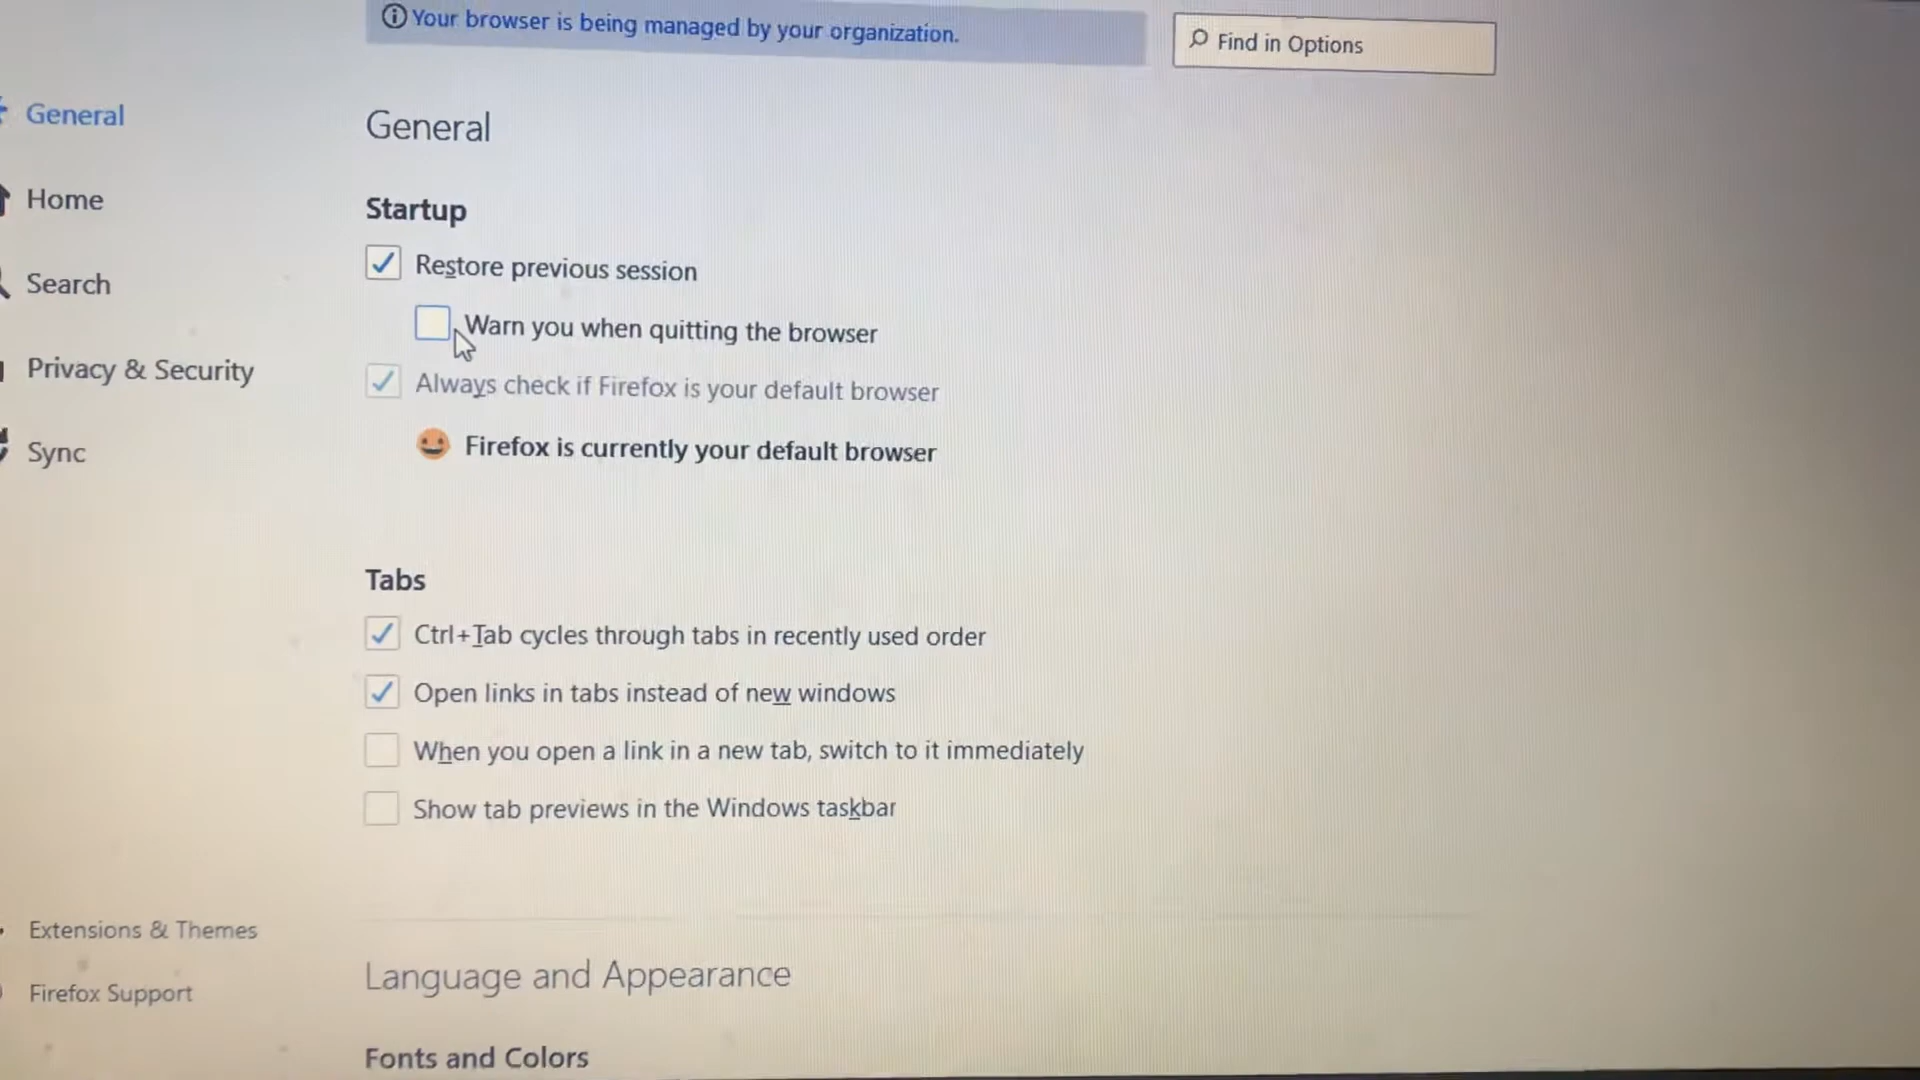 Your browser is being managed by your organization.
Find in Options
General
Home
Search
Privacy & Security
Sync
Extensions & Themes
Firefox Support
General
Startup
Restore previous session
Warn you when quitting the browser
Always check if Firefox is your default browser
Firefox is currently your default browser
Tabs
Ctrl+Tab cycles through tabs in recently used order
Open links in tabs instead of new windows
When you open a link in a new tab, switch to it immediately
Show tab previews in the Windows taskbar
Language and Appearance
Fonts and Colors